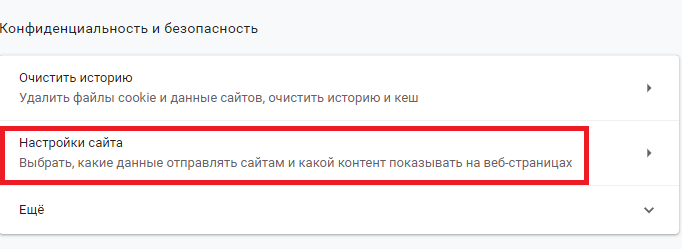 Конфиденциальность и безопасность
Очистить историю
Удалить файлы cookie и данные сайтов, очистить историю и кеш
Настройки сайта
Выбрать, какие данные отправлять сайтам и какой контент показывать на веб-страницах
Ещё